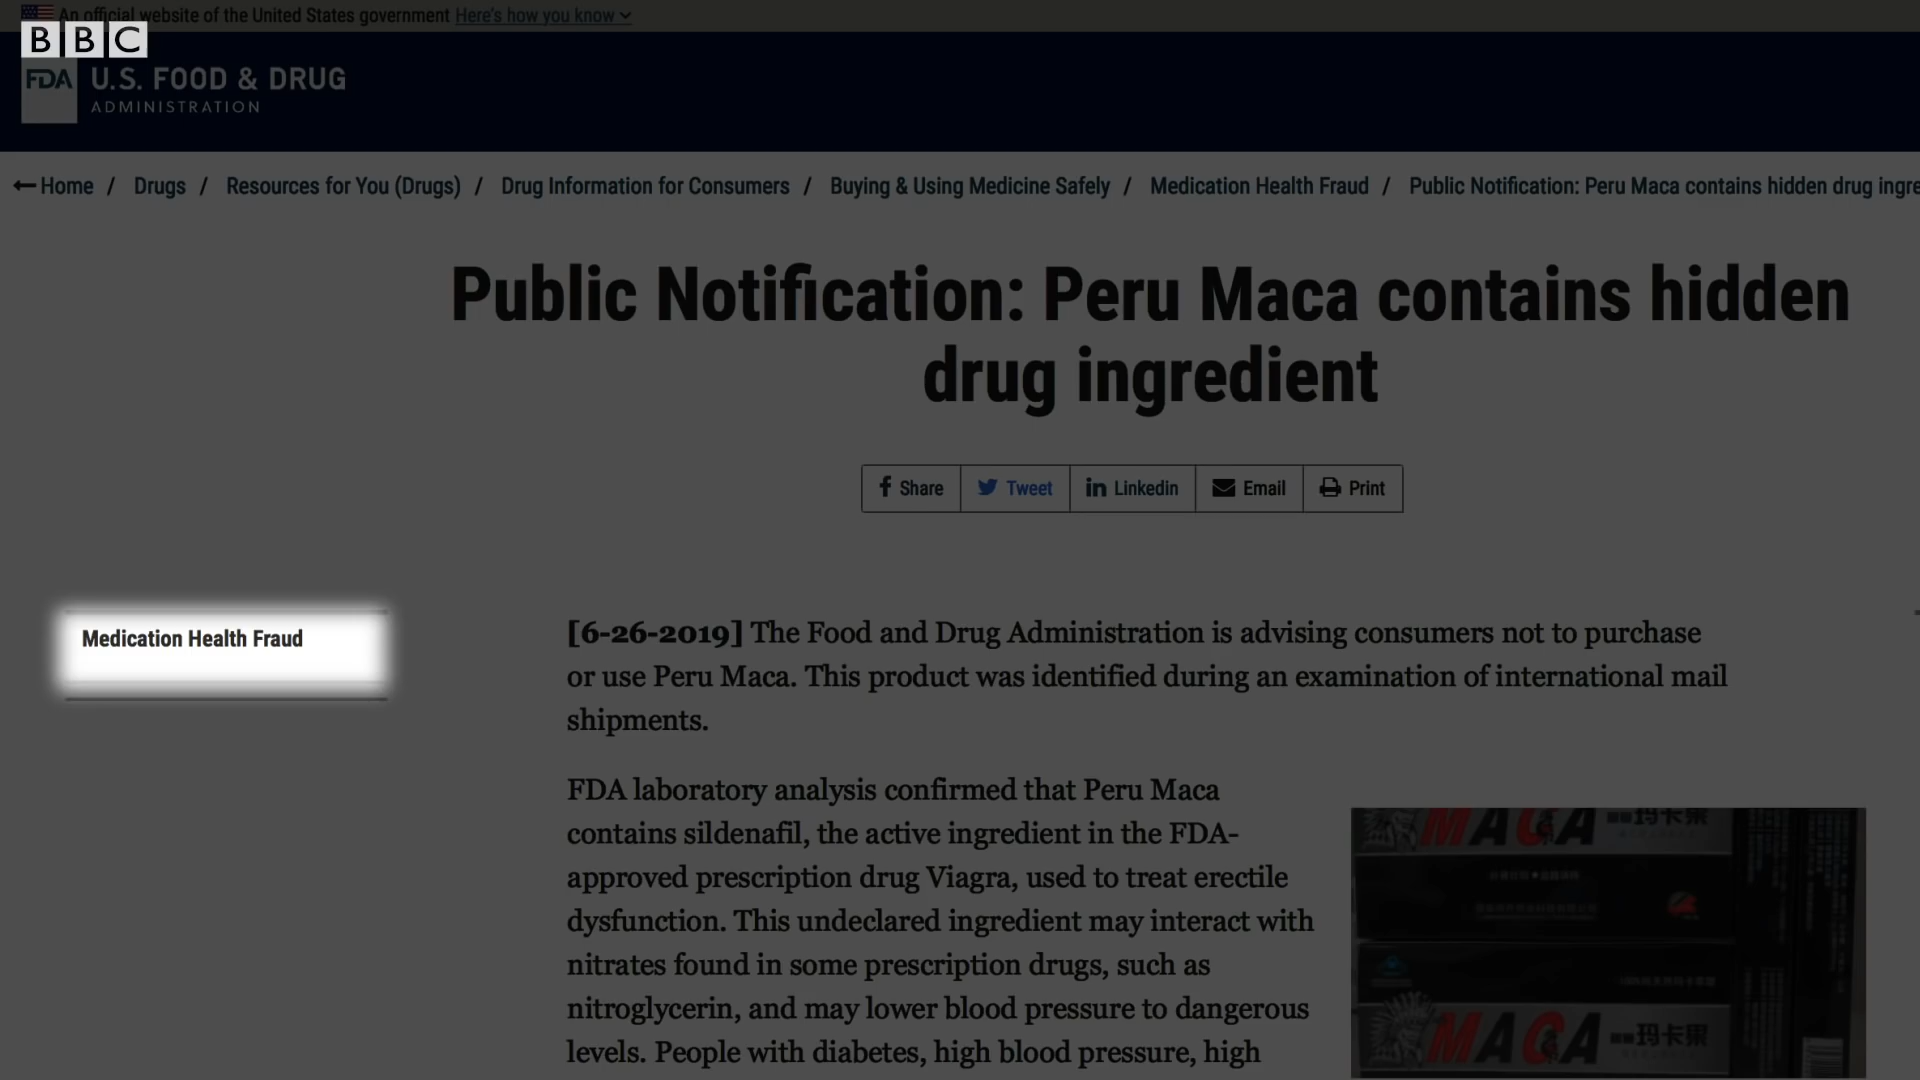 An official website of the United States government Here's how you know
BBC
FDA U.S. FOOD & DRUG
ADMINISTRATION
Home / Drugs / Resources for You (Drugs) / Drug Information for Consumers / Buying & Using Medicine Safely / Medication Health Fraud / Public Notification: Peru Maca contains hidden drug ingre
Public Notification: Peru Maca contains hidden
drug ingredient
Share Tweet Linkedin Email Print
Medication Health Fraud
[6-26-2019] The Food and Drug Administration is advising consumers not to purchase
or use Peru Maca. This product was identified during an examination of international mail
shipments.
FDA laboratory analysis confirmed that Peru Maca
contains sildenafil, the active ingredient in the FDA-
approved prescription drug Viagra, used to treat erectile
dysfunction. This undeclared ingredient may interact with
nitrates found in some prescription drugs, such as
nitroglycerin, and may lower blood pressure to dangerous
levels. People with diabetes, high blood pressure, high
MACA 玛卡果
MACA 玛卡果